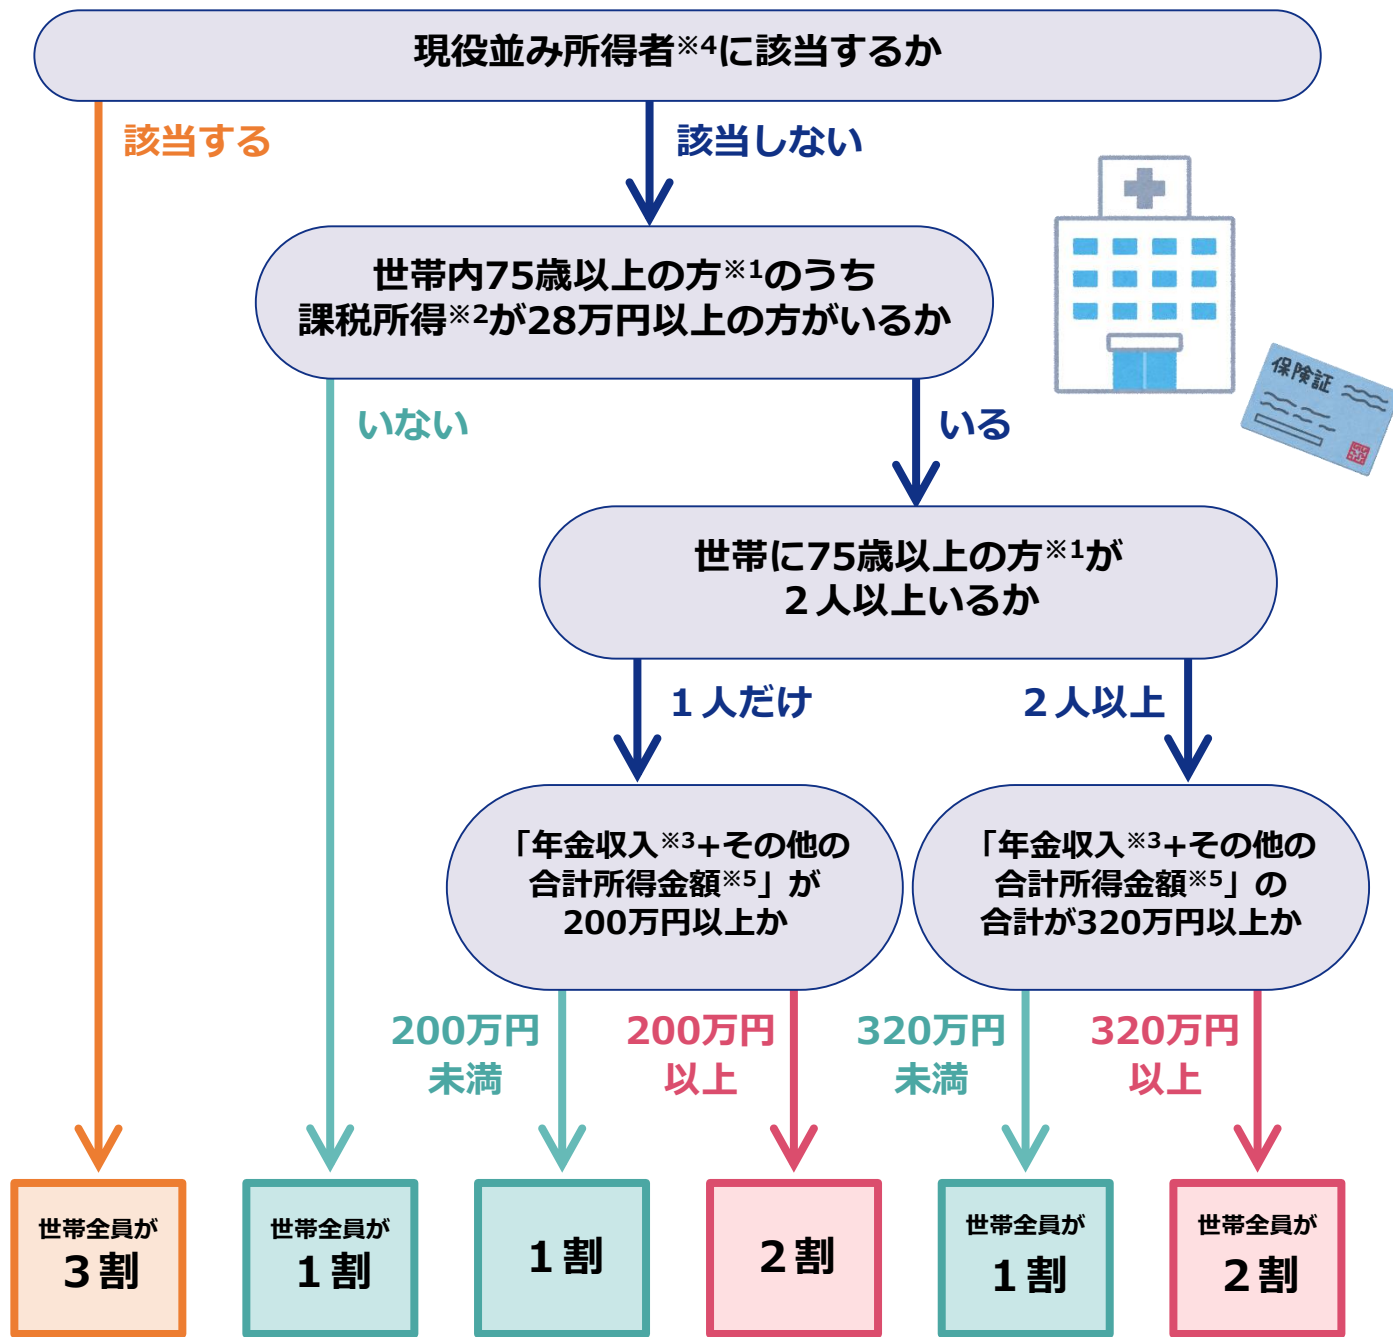 現役並み所得者※4に該当するか
該当する
該当しない
世帯内75歳以上の方※1のうち
課税所得※2が28万円以上の方がいるか
保険証
いない
いる
世帯に75歳以上の方※1が
２人以上いるか
１人だけ
２人以上
「年金収入※3+その他の
合計所得金額※5」が
200万円以上か
「年金収入※3+その他の
合計所得金額※5」の
合計が320万円以上か
200万円
未満
200万円
以上
320万円
未満
320万円
以上
世帯全員が
３割
世帯全員が
１割
１割
２割
世帯全員が
１割
世帯全員が
２割